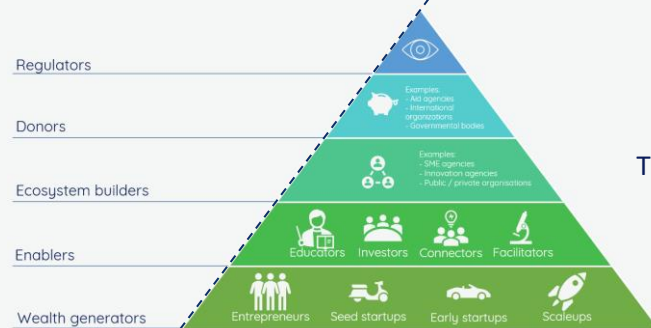 Regulators
Donors
Examples:
- Aid agencies
- International
organizations
- Governmental bodies
Ecosystem builders
Examples:
- SME agencies
- Innovation agencies
- Public / private organisations
T
Enablers
Educators Investors Connectors Facilitators
Wealth generators
Entrepreneurs Seed startups Early startups Scaleups